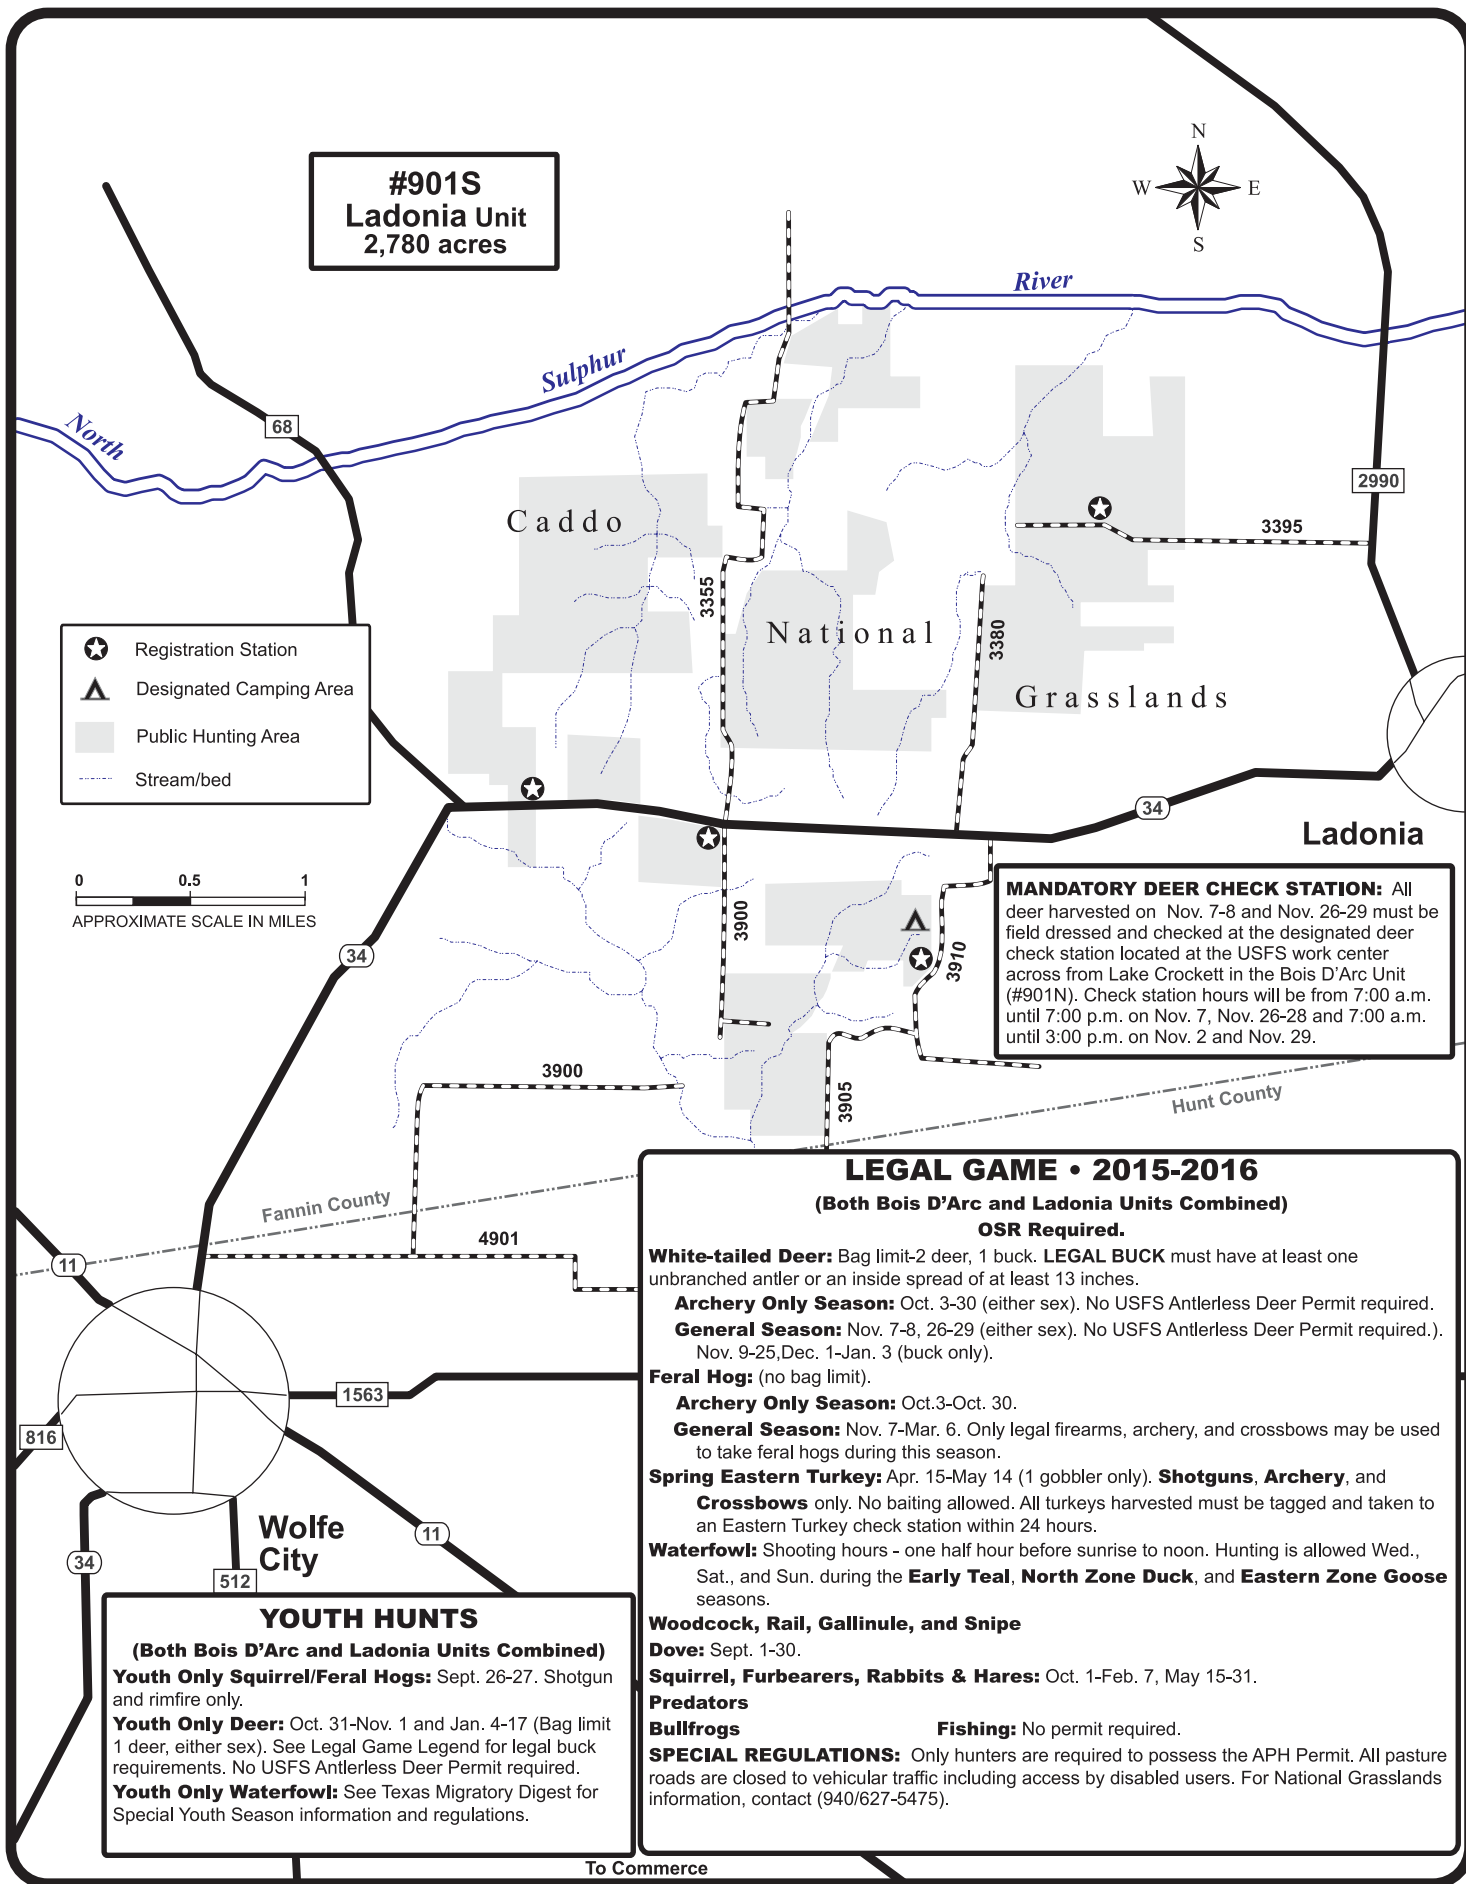 #901S
Ladonia Unit
2,780 acres
N
W E
S
River
Sulphur
North
68
2990
Caddo
3395
3355
National
3380
Grasslands
Registration Station
Designated Camping Area
Public Hunting Area
Stream/bed
34
Ladonia
0 0.5 1
APPROXIMATE SCALE IN MILES
34
3900
3910
MANDATORY DEER CHECK STATION: All
deer harvested on Nov. 7-8 and Nov. 26-29 must be
field dressed and checked at the designated deer
check station located at the USFS work center
across from Lake Crockett in the Bois D'Arc Unit
(#901N). Check station hours will be from 7:00 a.m.
until 7:00 p.m. on Nov. 7, Nov. 26-28 and 7:00 a.m.
until 3:00 p.m. on Nov. 2 and Nov. 29.
3900
3905
Hunt County
Fannin County
4901
11
1563
816
Wolfe
City
11
34
512
LEGAL GAME • 2015-2016
(Both Bois D'Arc and Ladonia Units Combined)
OSR Required.
White-tailed Deer: Bag limit-2 deer, 1 buck. LEGAL BUCK must have at least one
unbranched antler or an inside spread of at least 13 inches.
Archery Only Season: Oct. 3-30 (either sex). No USFS Antlerless Deer Permit required.
General Season: Nov. 7-8, 26-29 (either sex). No USFS Antlerless Deer Permit required.).
Nov. 9-25,Dec. 1-Jan. 3 (buck only).
Feral Hog: (no bag limit).
Archery Only Season: Oct.3-Oct. 30.
General Season: Nov. 7-Mar. 6. Only legal firearms, archery, and crossbows may be used
to take feral hogs during this season.
Spring Eastern Turkey: Apr. 15-May 14 (1 gobbler only). Shotguns, Archery, and
Crossbows only. No baiting allowed. All turkeys harvested must be tagged and taken to
an Eastern Turkey check station within 24 hours.
Waterfowl: Shooting hours - one half hour before sunrise to noon. Hunting is allowed Wed.,
Sat., and Sun. during the Early Teal, North Zone Duck, and Eastern Zone Goose
seasons.
Woodcock, Rail, Gallinule, and Snipe
Dove: Sept. 1-30.
Squirrel, Furbearers, Rabbits & Hares: Oct. 1-Feb. 7, May 15-31.
Predators
Bullfrogs Fishing: No permit required.
SPECIAL REGULATIONS: Only hunters are required to possess the APH Permit. All pasture
roads are closed to vehicular traffic including access by disabled users. For National Grasslands
information, contact (940/627-5475).
YOUTH HUNTS
(Both Bois D'Arc and Ladonia Units Combined)
Youth Only Squirrel/Feral Hogs: Sept. 26-27. Shotgun
and rimfire only.
Youth Only Deer: Oct. 31-Nov. 1 and Jan. 4-17 (Bag limit
1 deer, either sex). See Legal Game Legend for legal buck
requirements. No USFS Antlerless Deer Permit required.
Youth Only Waterfowl: See Texas Migratory Digest for
Special Youth Season information and regulations.
To Commerce